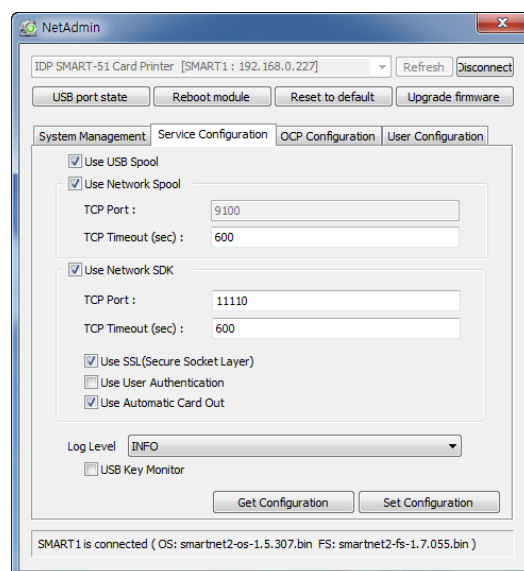 NetAdmin
IDP SMART-51 Card Printer [SMART1 : 192.168.0.227] Refresh Disconnect
USB port state Reboot module Reset to default Upgrade firmware
System Management Service Configuration OCP Configuration User Configuration
Use USB Spool
Use Network Spool
TCP Port : 9100
TCP Timeout (sec) : 600
Use Network SDK
TCP Port : 11110
TCP Timeout (sec) : 600
Use SSL(Secure Socket Layer)
Use User Authentication
Use Automatic Card Out
Log Level INFO
USB Key Monitor
Get Configuration Set Configuration
SMART1 is connected ( OS: smartnet2-os-1.5.307.bin FS: smartnet2-fs-1.7.055.bin )